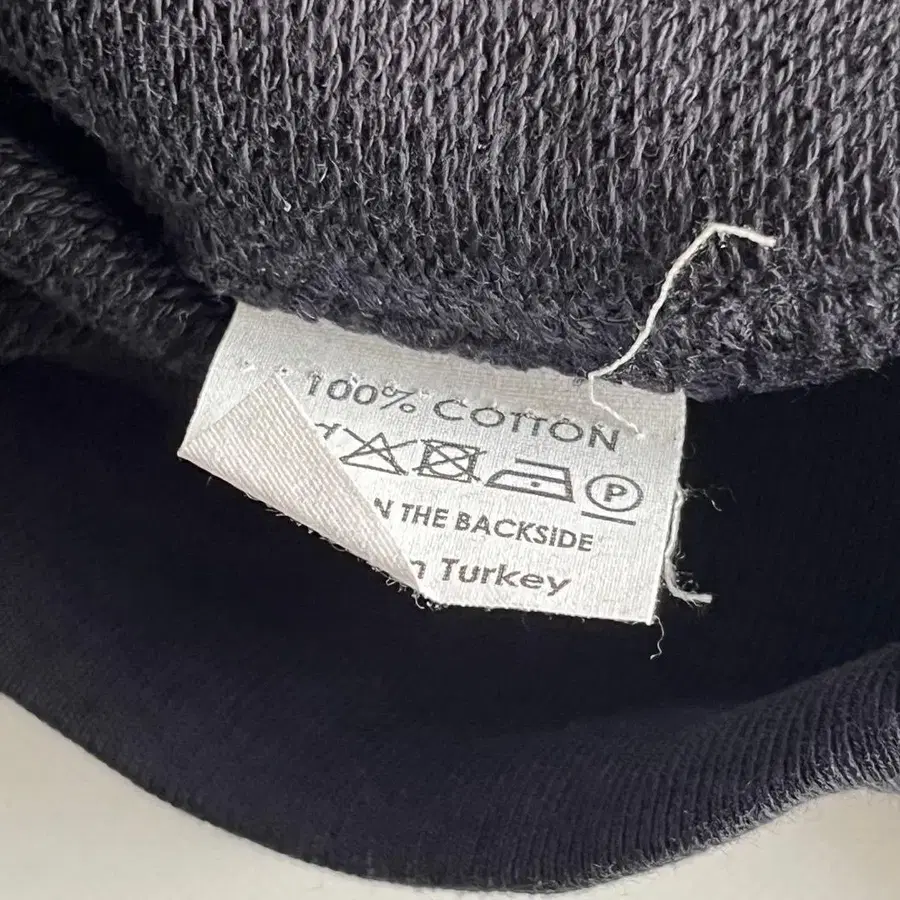 100% COTTON
P
THE BACKSIDE
Turkey